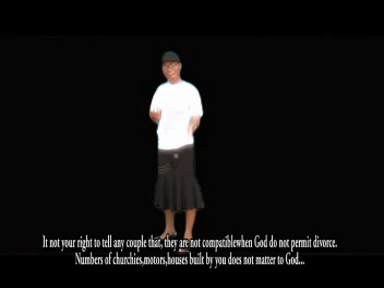 It not your right to tell any couple that, they are not compatiblewhen God do not permit divorce.
Numbers of churchies,motors,houses built by you does not matter to God...